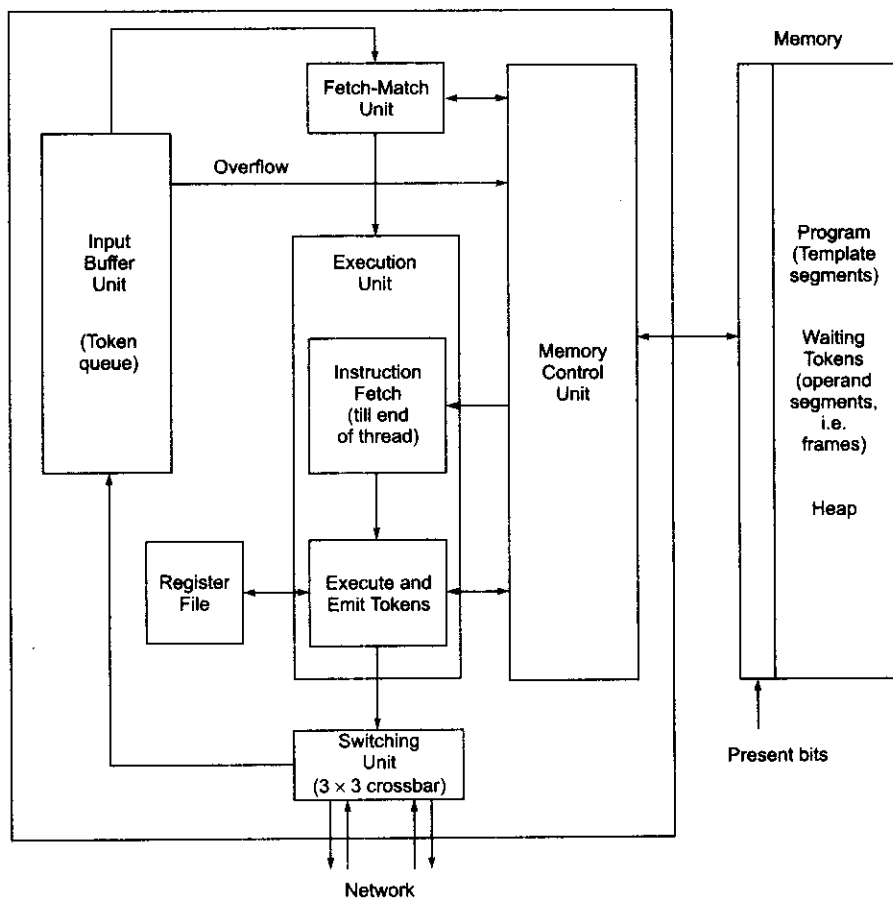 Memory
Fetch-Match
Unit
Overflow
Input
Buffer
Unit
(Token
queue)
Execution
Unit
Instruction
Fetch
(till end
of thread)
Memory
Control
Unit
Program
(Template
segments)
Waiting
Tokens
(operand
segments,
i.e.
frames)
Heap
Register
File
Execute and
Emit Tokens
Switching
Unit
(3 × 3 crossbar)
Present bits
Network